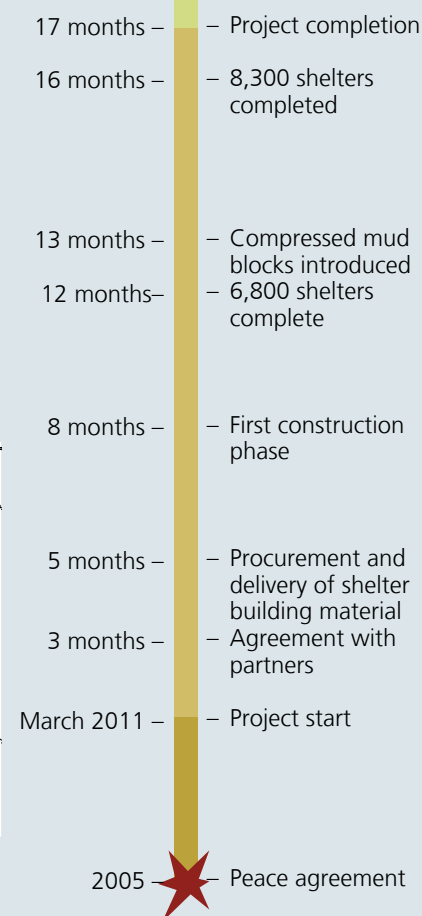 17 months – – Project completion
16 months – – 8,300 shelters
completed
13 months – – Compressed mud
blocks introduced
12 months– – 6,800 shelters
complete
8 months – – First construction
phase
5 months – – Procurement and
delivery of shelter
building material
3 months – – Agreement with
partners
March 2011 – – Project start
2005 – – Peace agreement